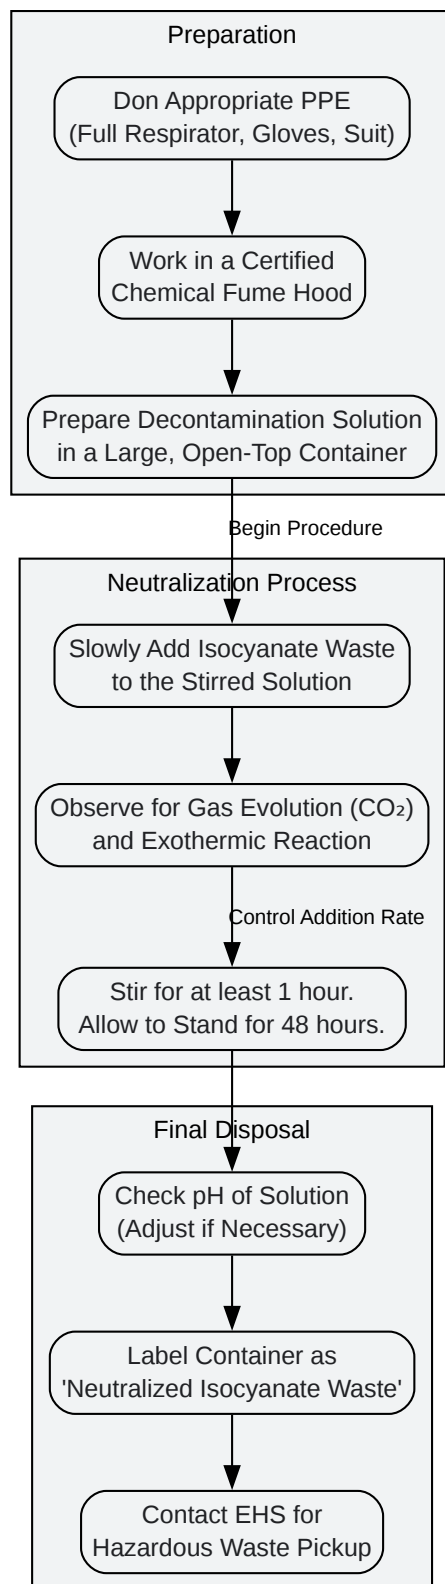 Preparation
Don Appropriate PPE
(Full Respirator, Gloves, Suit)
Work in a Certified
Chemical Fume Hood
Prepare Decontamination Solution
in a Large, Open-Top Container
Begin Procedure
Neutralization Process
Slowly Add Isocyanate Waste
to the Stirred Solution
Observe for Gas Evolution (CO₂)
and Exothermic Reaction
Control Addition Rate
Stir for at least 1 hour.
Allow to Stand for 48 hours.
Final Disposal
Check pH of Solution
(Adjust if Necessary)
Label Container as
'Neutralized Isocyanate Waste'
Contact EHS for
Hazardous Waste Pickup